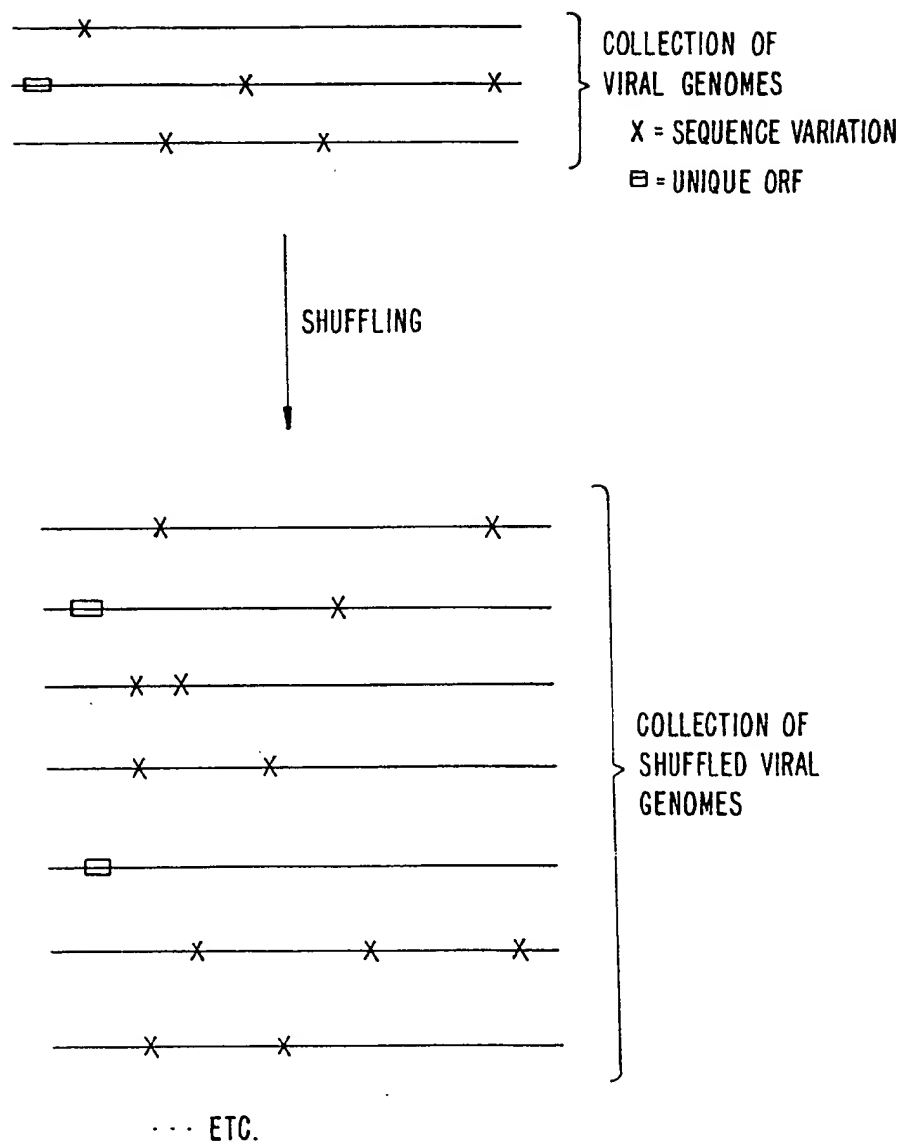 COLLECTION OF
VIRAL GENOMES
X = SEQUENCE VARIATION
= UNIQUE ORF
SHUFFLING
COLLECTION OF
SHUFFLED VIRAL
GENOMES
... ETC.